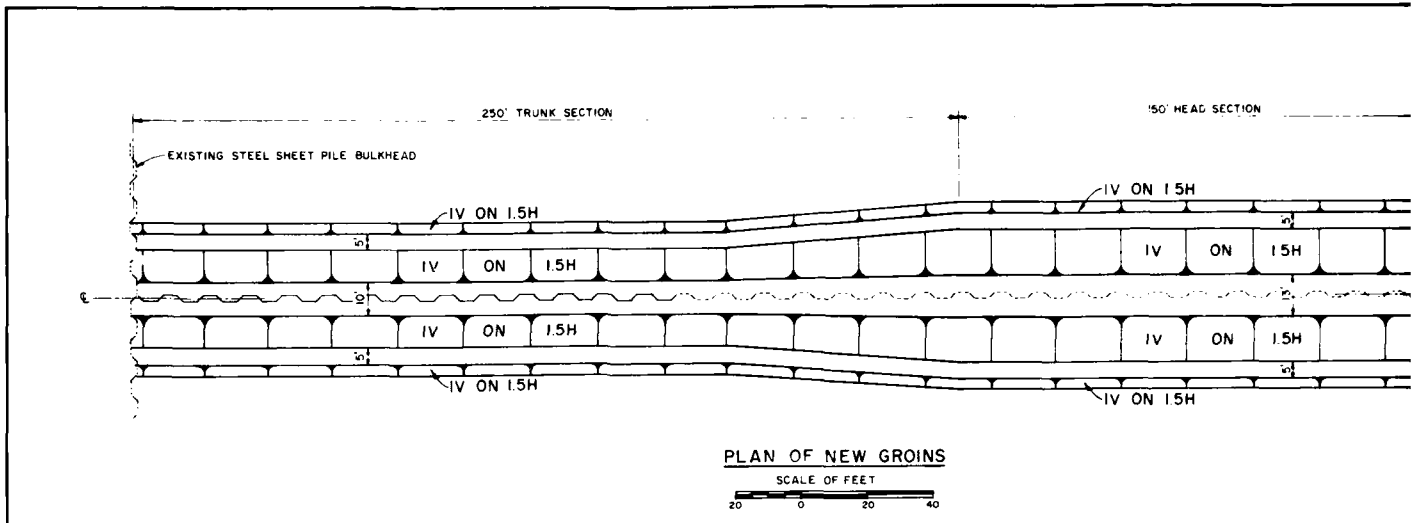 250' TRUNK SECTION
150' HEAD SECTION
EXISTING STEEL SHEET PILE BULKHEAD
1V ON 1.5H
1V ON 1.5H
5'
5'
1V ON 1.5H
1V ON 1.5H
℄
10'
13'
1V ON 1.5H
1V ON 1.5H
5'
5'
1V ON 1.5H
1V ON 1.5H
PLAN OF NEW GROINS
SCALE OF FEET
20 0 20 40